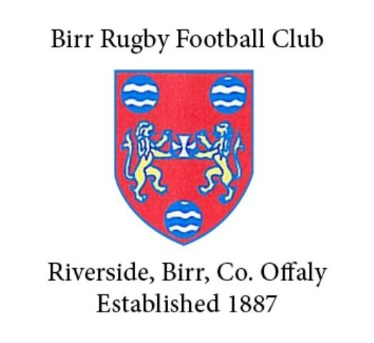 Birr Rugby Football Club
Riverside, Birr, Co. Offaly
Established 1887